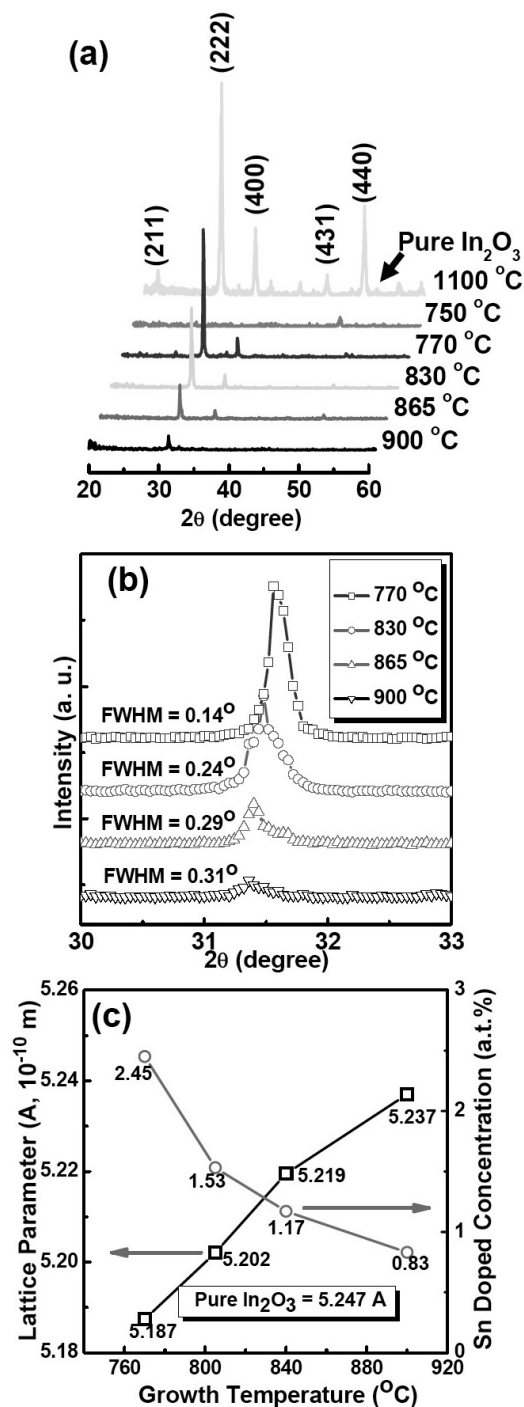 (a)
(222)
(211)
(400)
(431)
(440)
Pure In₂O₃
1100 °C
750 °C
770 °C
830 °C
865 °C
900 °C
20 30 40 50 60
2θ (degree)
(b)
770 °C
830 °C
865 °C
900 °C
FWHM = 0.14°
FWHM = 0.24°
FWHM = 0.29°
FWHM = 0.31°
Intensity (a. u.)
30 31 32 33
2θ (degree)
(c)
Lattice Parameter (A, 10⁻¹⁰ m)
5.26
5.24
5.22
5.20
5.18
2.45
1.53
1.17
0.83
5.187
5.202
5.219
5.237
Pure In₂O₃ = 5.247 A
3
2
1
0
Sn Doped Concentration (a.t.%)
760 800 840 880 920
Growth Temperature (°C)